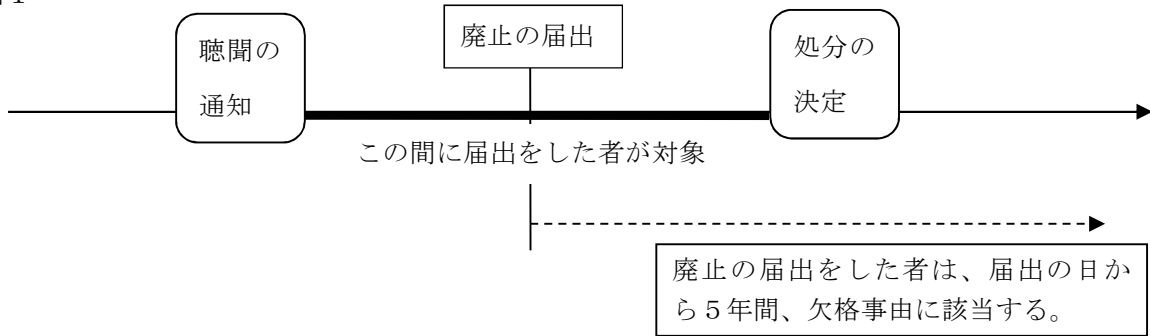 聴聞の
通知
廃止の届出
処分の
決定
この間に届出をした者が対象
廃止の届出をした者は、届出の日か
ら５年間、欠格事由に該当する。